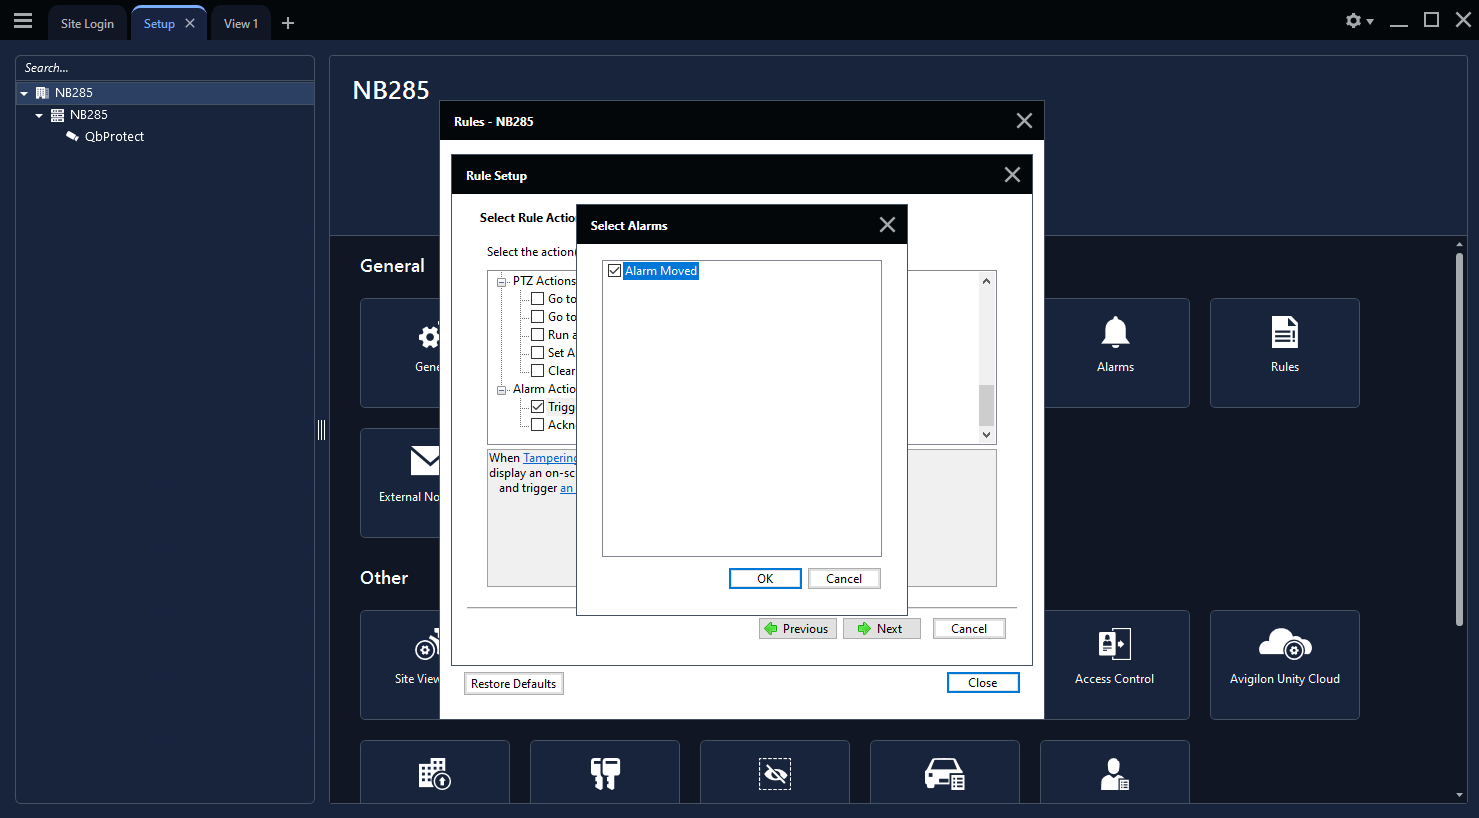 Site Login
Setup
View 1
Search...
NB285
NB285
QbProtect
NB285
Rules - NB285
Rule Setup
Select Rule Actio
Select Alarms
Select the action(
Alarm Moved
PTZ Actions
Go to
Go to
Run a
Set A
Clear
Alarm Actio
Trigge
Ackn
When Tampering
display an on-sc
and trigger an
OK
Cancel
Previous
Next
Cancel
Restore Defaults
Close
General
Gene
Alarms
Rules
External No
Other
Site View
Access Control
Avigilon Unity Cloud